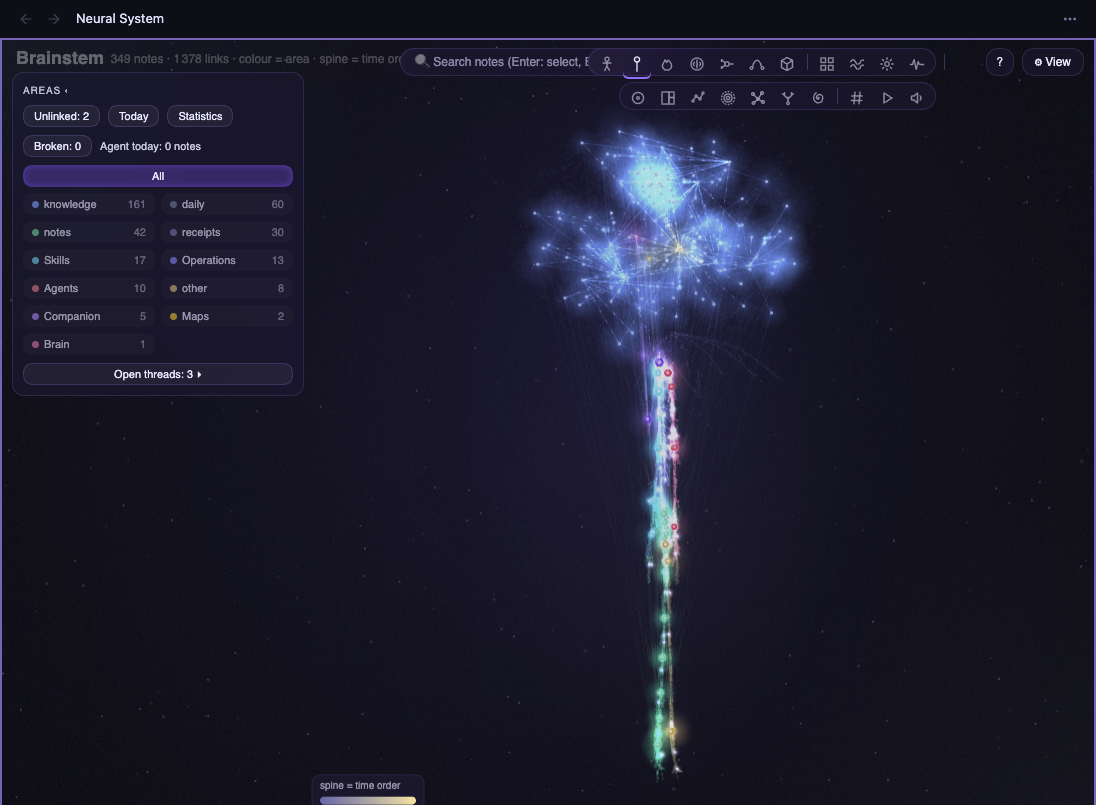 Neural System
Brainstem 349 notes · 1 378 links · colour = area · spine = time or
Search notes (Enter: select, E
?
View
AREAS
Unlinked: 2
Today
Statistics
Broken: 0
Agent today: 0 notes
All
knowledge 161
daily 60
notes 42
receipts 30
Skills 17
Operations 13
Agents 10
other 8
Companion 5
Maps 2
Brain 1
Open threads: 3
spine = time order